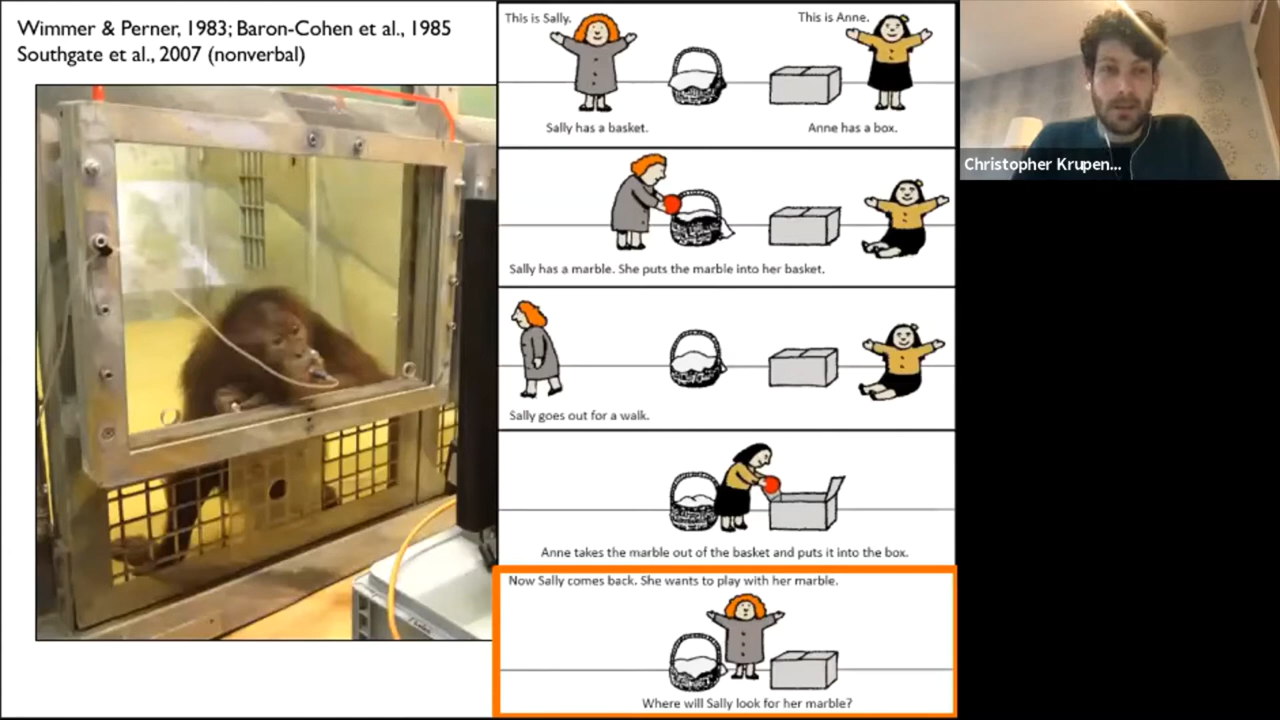 Wimmer & Perner, 1983; Baron-Cohen et al., 1985
Southgate et al., 2007 (nonverbal)
This is Sally.
This is Anne.
Sally has a basket.
Anne has a box.
Sally has a marble. She puts the marble into her basket.
Sally goes out for a walk.
Anne takes the marble out of the basket and puts it into the box.
Now Sally comes back. She wants to play with her marble.
Where will Sally look for her marble?
Christopher Krupen...